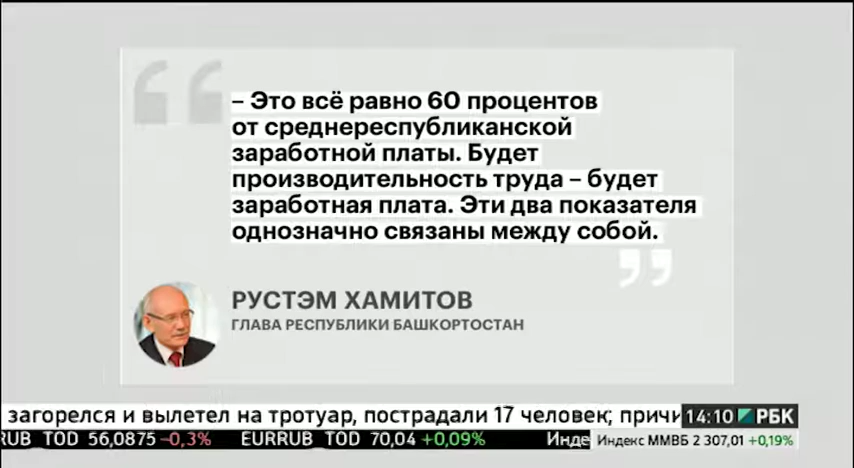 – Это всё равно 60 процентов
от среднереспубликанской
заработной платы. Будет
производительность труда – будет
заработная плата. Эти два показателя
однозначно связаны между собой.
РУСТЭМ ХАМИТОВ
ГЛАВА РЕСПУБЛИКИ БАШКОРТОСТАН
загорелся и вылетел на тротуар, пострадали 17 человек; причи 14:10 РБК
RUB TOD 56,0875 -0,3% EURRUB TOD 70,04 +0,09% Инде Индекс ММВБ 2 307,01 +0,19%